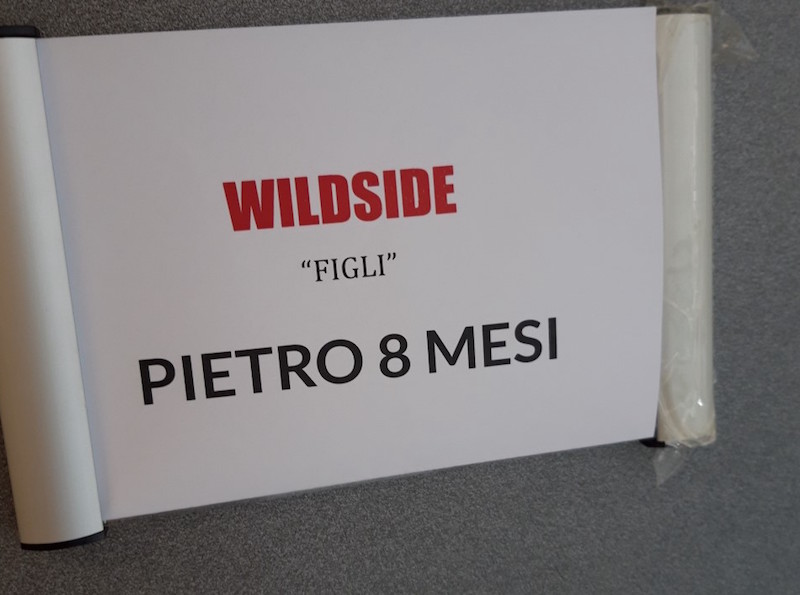 WILDSIDE
“FIGLI”
PIETRO 8 MESI